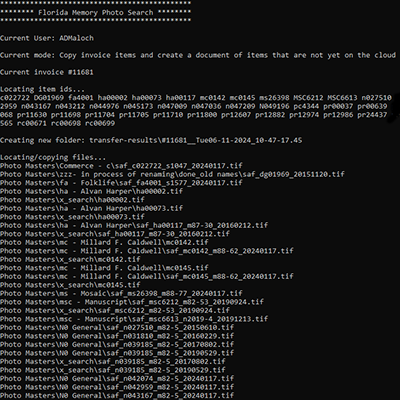 *********************************************
******** Florida Memory Photo Search ********
*********************************************
Current User: ADMaloch
Current mode: Copy invoice items and create a document of items that are not yet on the cloud
Current invoice #11681
Locating item ids...
c022722 DG01969 fa4001 ha00002 ha00073 ha00117 mc0142 mc0145 ms26398 MSC6212 MSC6613 n027510
2959 n043167 n043212 n044976 n045173 n047009 n047036 n047209 N049196 pc4344 pr00037 pr00639
068 pr11630 pr11698 pr11704 pr11705 pr11710 pr11800 pr12607 pr12882 pr12974 pr12986 pr24437
565 rc00671 rc00698 rc00699
Creating new folder: transfer-results\#11681__Tue06-11-2024_10-47-17.45
Locating/copying files...
Photo Masters\Commerce - c\saf_c022722_s1047_20240117.tif
Photo Masters\zzz- in process of renaming\done_old names\saf_dg01969_20151120.tif
Photo Masters\fa - Folklife\saf_fa4001_s1577_20240117.tif
Photo Masters\ha - Alvan Harper\ha00002.tif
Photo Masters\x_search\ha00002.tif
Photo Masters\ha - Alvan Harper\ha00073.tif
Photo Masters\x_search\ha00073.tif
Photo Masters\ha - Alvan Harper\saf_ha00117_m87-30_20160212.tif
Photo Masters\x_search\saf_ha00117_m87-30_20160212.tif
Photo Masters\mc - Millard F. Caldwell\mc0142.tif
Photo Masters\mc - Millard F. Caldwell\saf_mc0142_m88-62_20240117.tif
Photo Masters\x_search\mc0142.tif
Photo Masters\mc - Millard F. Caldwell\mc0145.tif
Photo Masters\mc - Millard F. Caldwell\saf_mc0145_m88-62_20240117.tif
Photo Masters\x_search\mc0145.tif
Photo Masters\ms - Mosaic\saf_ms26398_m88-77_20240117.tif
Photo Masters\msc - Manuscript\saf_msc6212_m82-53_20190924.tif
Photo Masters\x_search\saf_msc6212_m82-53_20190924.tif
Photo Masters\msc - Manuscript\saf_msc6613_n2019-4_20191213.tif
Photo Masters\N0 General\saf_n027510_m82-5_20150610.tif
Photo Masters\N0 General\saf_n031810_m82-5_20160229.tif
Photo Masters\N0 General\saf_n039185_m82-5_20170802.tif
Photo Masters\N0 General\saf_n039185_m82-5_20190529.tif
Photo Masters\x_search\saf_n039185_m82-5_20170802.tif
Photo Masters\x_search\saf_n039185_m82-5_20190529.tif
Photo Masters\N0 General\saf_n042074_m82-5_20240117.tif
Photo Masters\N0 General\saf_n042959_m82-5_20240117.tif
Photo Masters\N0 General\saf_n043167_m82-5_20240117.tif